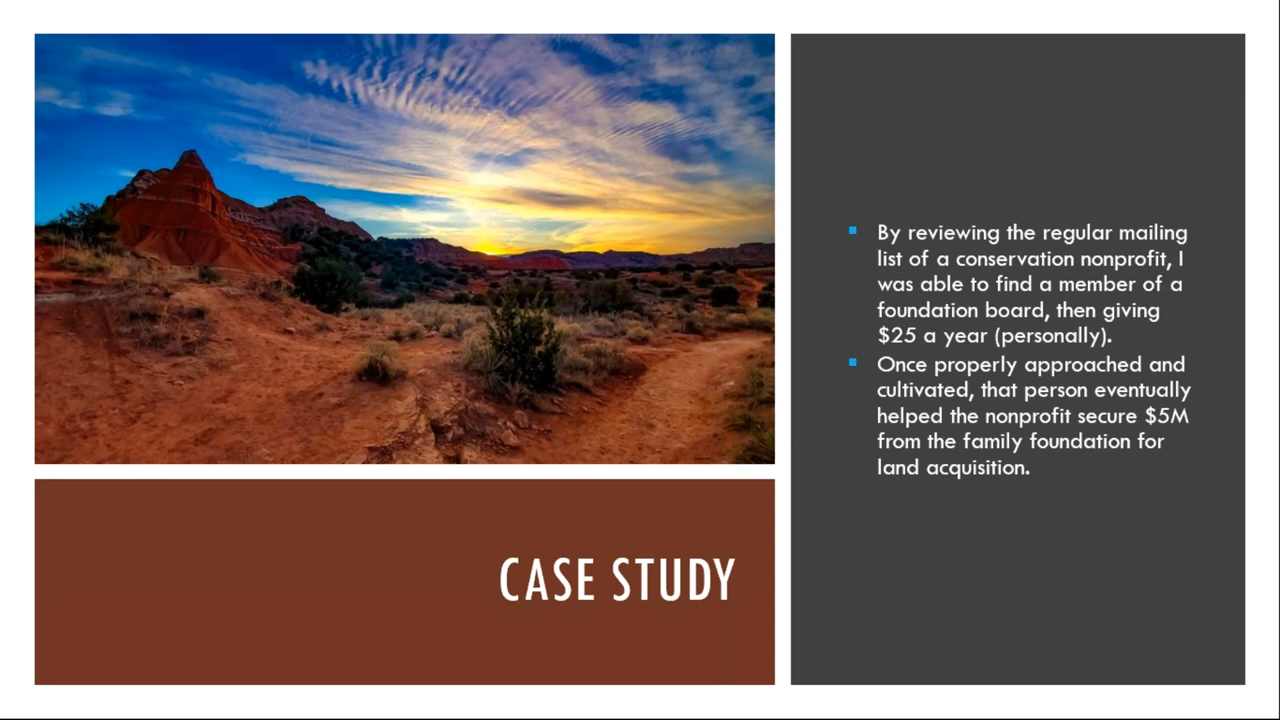 By reviewing the regular mailing
list of a conservation nonprofit, I
was able to find a member of a
foundation board, then giving
$25 a year (personally).
Once properly approached and
cultivated, that person eventually
helped the nonprofit secure $5M
from the family foundation for
land acquisition.
CASE STUDY